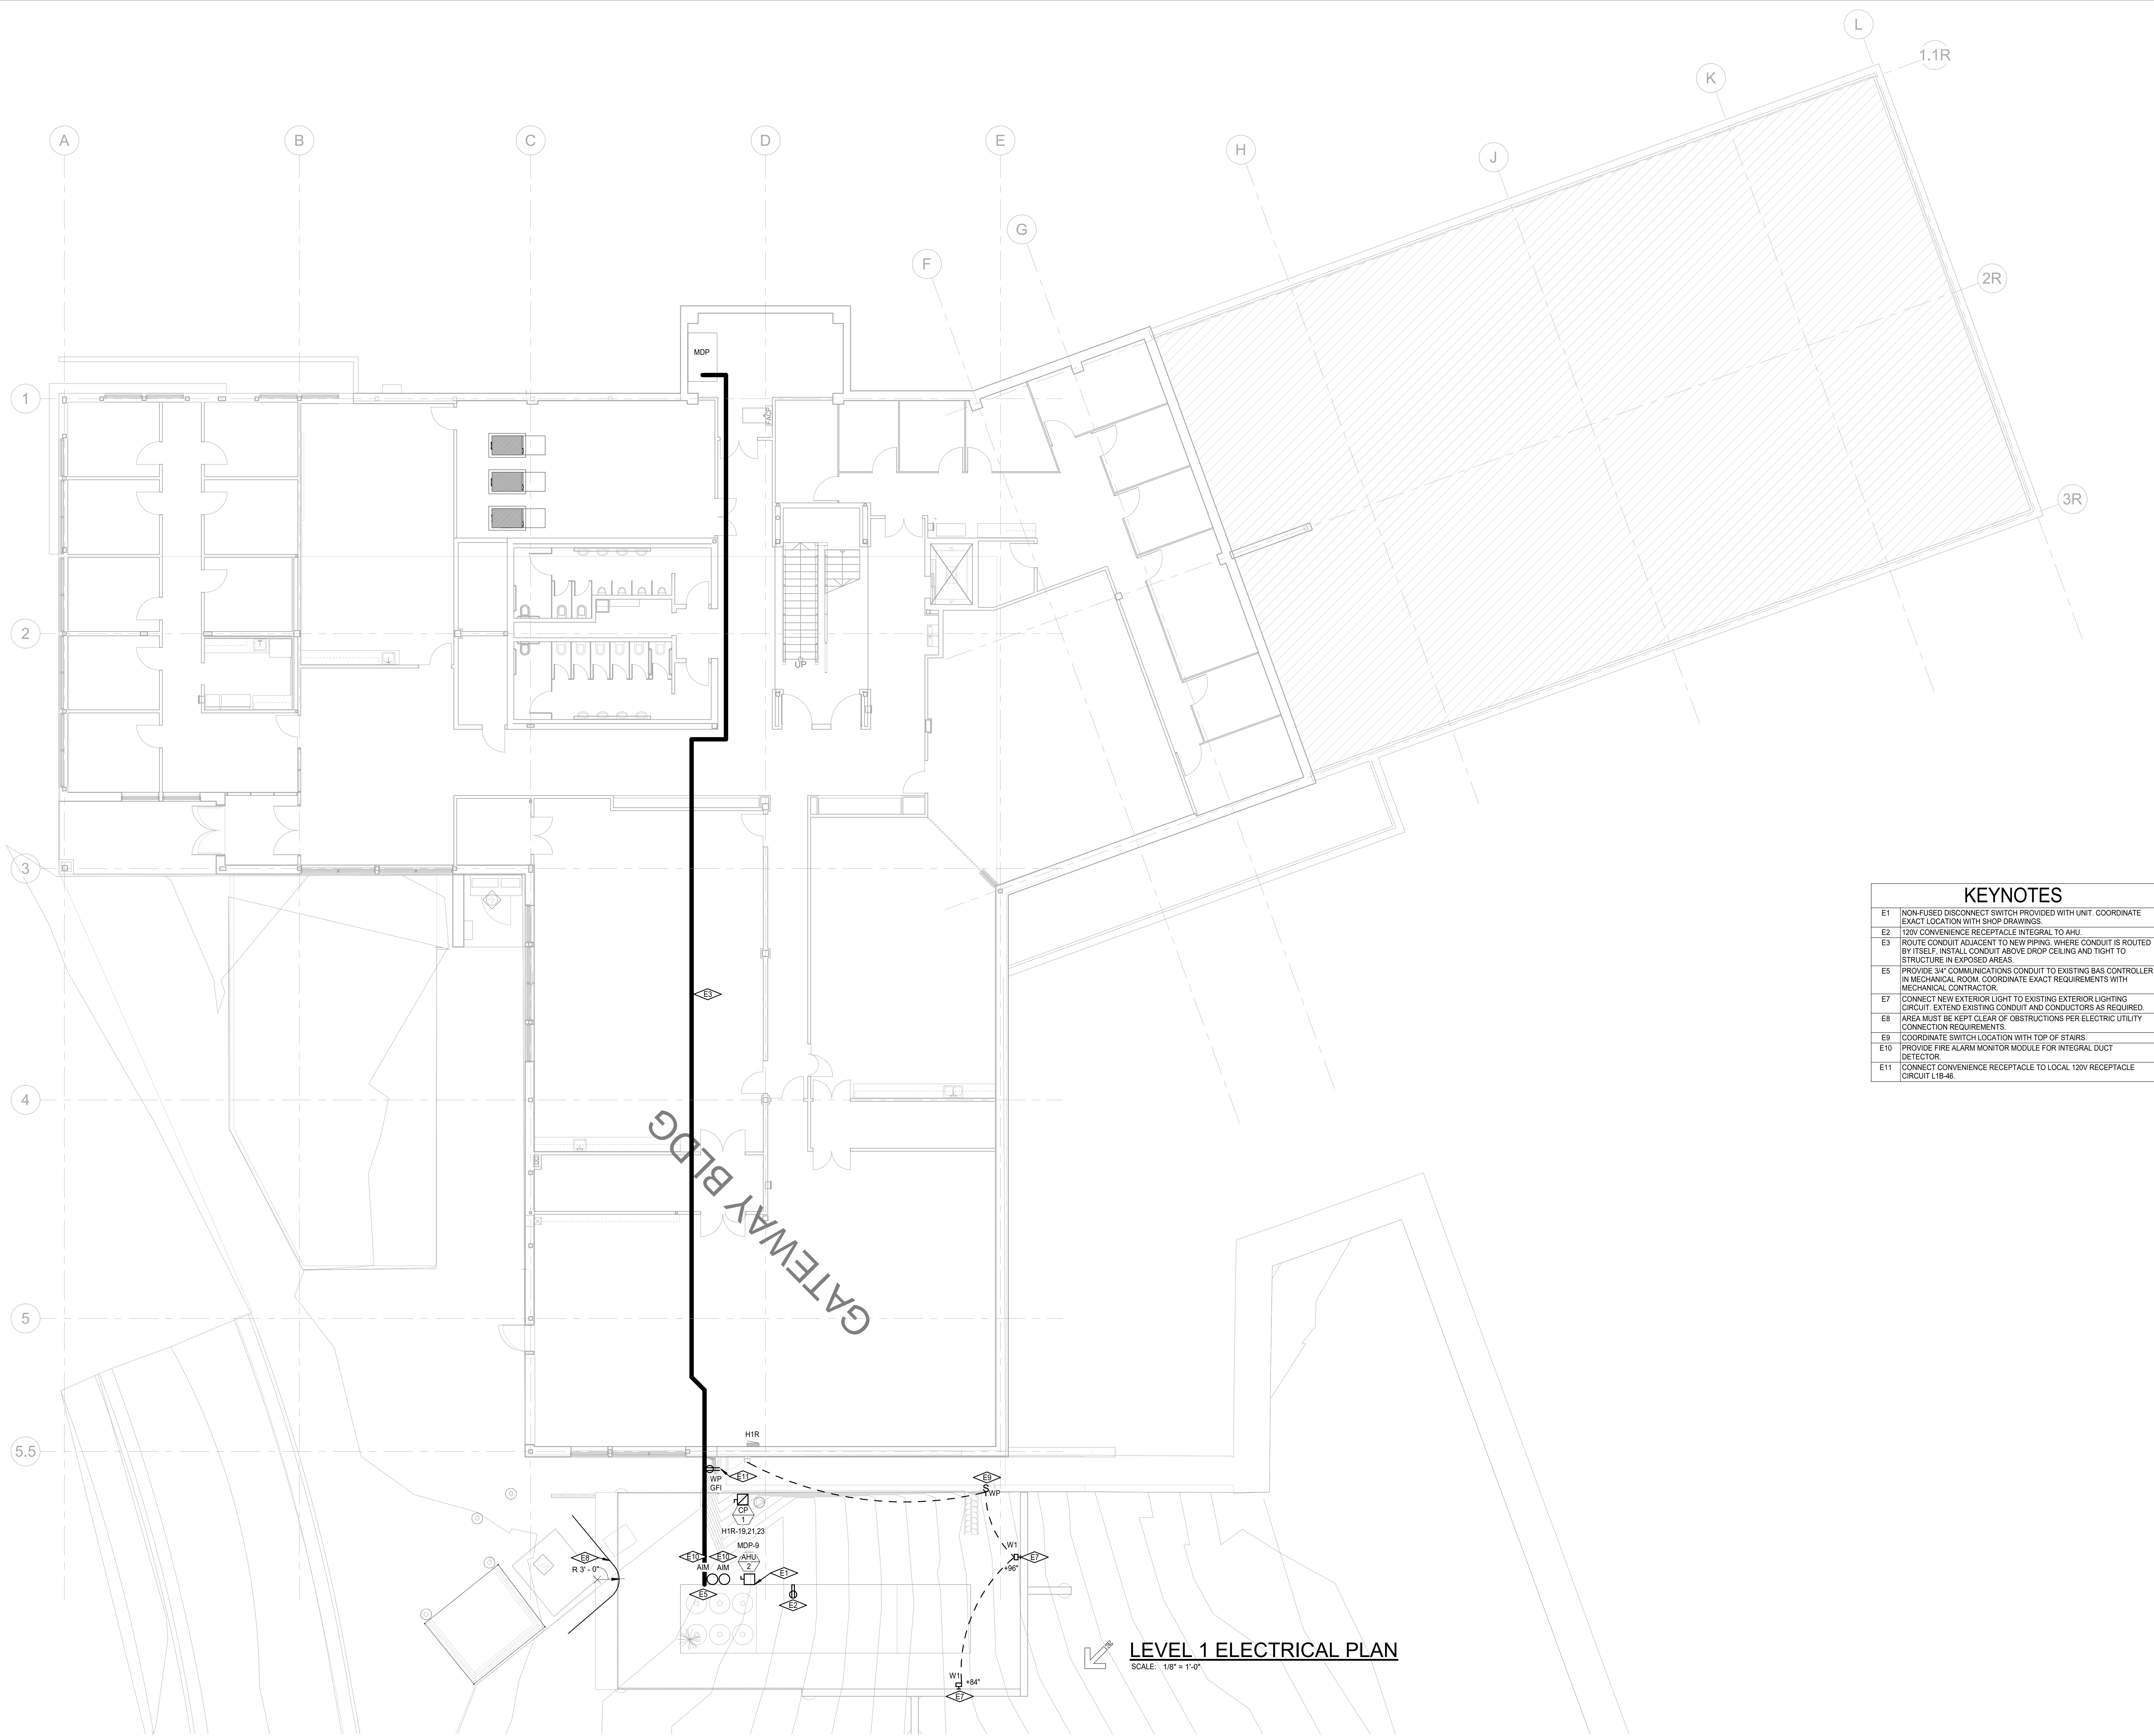 L
1.1R
K
A
B
C
D
E
H
J
G
F
2R
MDP
1
FACP
3R
2
UP
3
KEYNOTES
E1 NON-FUSED DISCONNECT SWITCH PROVIDED WITH UNIT. COORDINATE
EXACT LOCATION WITH SHOP DRAWINGS.
E2 120V CONVENIENCE RECEPTACLE INTEGRAL TO AHU.
E3 ROUTE CONDUIT ADJACENT TO NEW PIPING. WHERE CONDUIT IS ROUTED
BY ITSELF, INSTALL CONDUIT ABOVE DROP CEILING AND TIGHT TO
STRUCTURE IN EXPOSED AREAS.
E5 PROVIDE 3/4" COMMUNICATIONS CONDUIT TO EXISTING BAS CONTROLLER
IN MECHANICAL ROOM. COORDINATE EXACT REQUIREMENTS WITH
MECHANICAL CONTRACTOR.
E7 CONNECT NEW EXTERIOR LIGHT TO EXISTING EXTERIOR LIGHTING
CIRCUIT. EXTEND EXISTING CONDUIT AND CONDUCTORS AS REQUIRED.
E8 AREA MUST BE KEPT CLEAR OF OBSTRUCTIONS PER ELECTRIC UTILITY
CONNECTION REQUIREMENTS.
E9 COORDINATE SWITCH LOCATION WITH TOP OF STAIRS.
E10 PROVIDE FIRE ALARM MONITOR MODULE FOR INTEGRAL DUCT
DETECTOR.
E11 CONNECT CONVENIENCE RECEPTACLE TO LOCAL 120V RECEPTACLE
CIRCUIT L1B-46.
E3
4
GATEWAY BLDG
5
5.5
H1R
E11
WP
GFI
E9
S
WP
CP
1
H1R-19,21,23
MDP-9
W1
E8
E10
E10
AHU
2
E7
R 3' - 0"
AIM
AIM
+96"
E1
E5
E2
LEVEL 1 ELECTRICAL PLAN
SCALE: 1/8" = 1'-0"
W1
+84"
E7